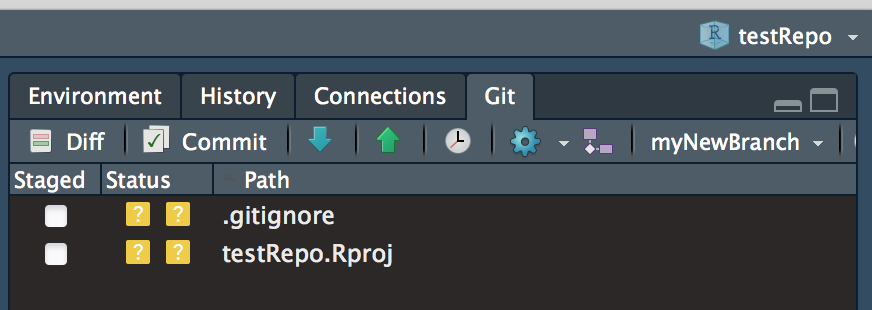 testRepo
Environment History Connections Git
Diff Commit myNewBranch
Staged Status Path
? ? .gitignore
? ? testRepo.Rproj